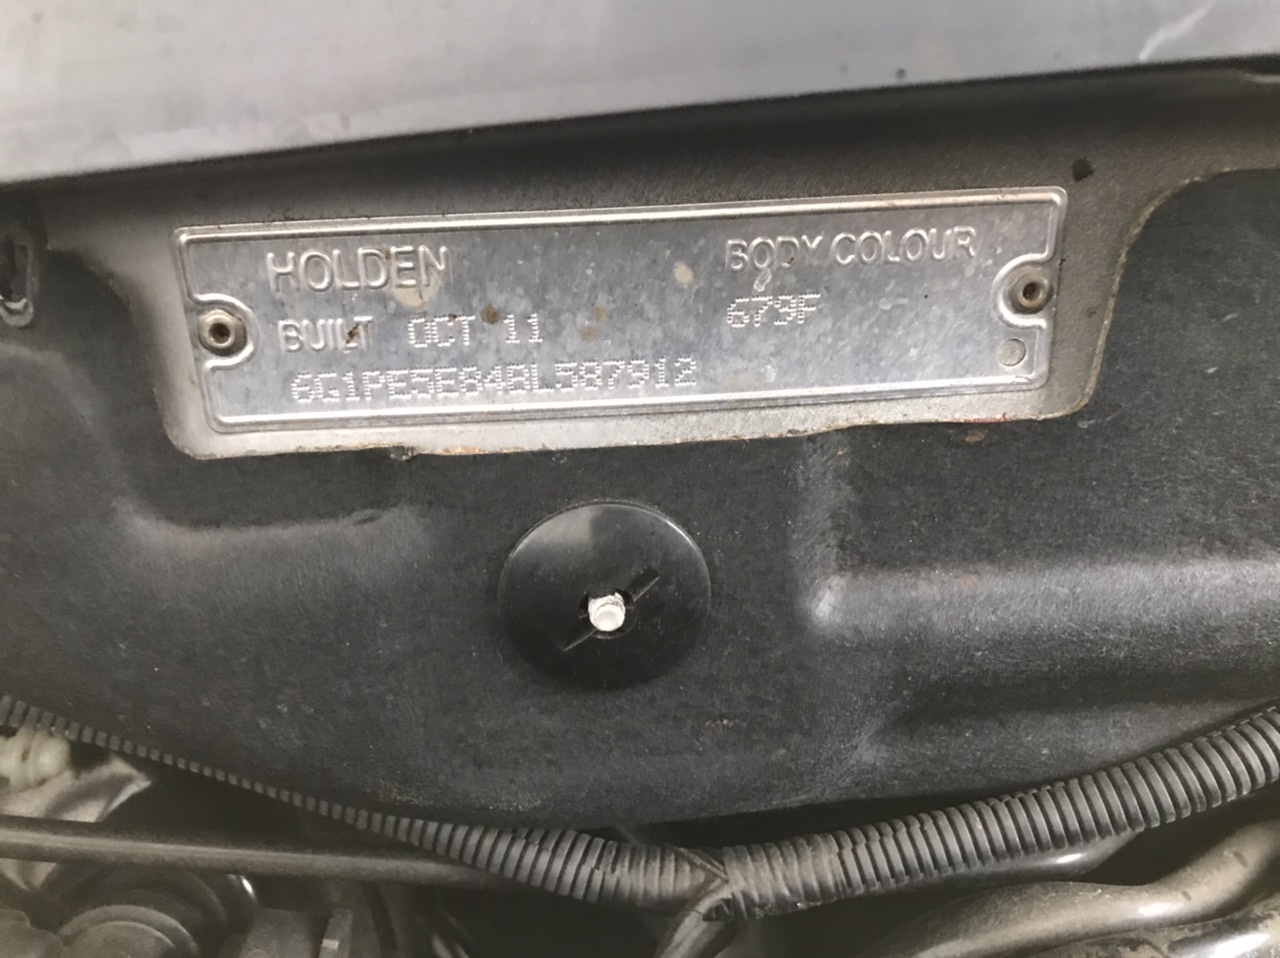 HOLDEN
BODY COLOUR
BUILT OCT 11
679F
6G1PE5E84BL587912